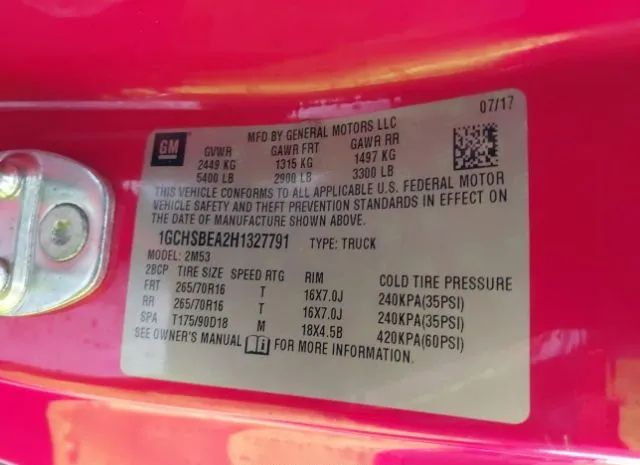 07/17
GM
MFD BY GENERAL MOTORS LLC
GVWR GAWR FRT GAWR RR
2449 KG 1315 KG 1497 KG
5400 LB 2900 LB 3300 LB
THIS VEHICLE CONFORMS TO ALL APPLICABLE U.S. FEDERAL MOTOR
VEHICLE SAFETY AND THEFT PREVENTION STANDARDS IN EFFECT ON
THE DATE OF MANUFACTURE SHOWN ABOVE.
1GCHSBEA2H1327791 TYPE: TRUCK
MODEL: 2M53
2BCP TIRE SIZE SPEED RTG RIM COLD TIRE PRESSURE
FRT 265/70R16 T 16X7.0J 240KPA(35PSI)
RR 265/70R16 T 16X7.0J 240KPA(35PSI)
SPA T175/90D18 M 18X4.5B 420KPA(60PSI)
SEE OWNER'S MANUAL FOR MORE INFORMATION.